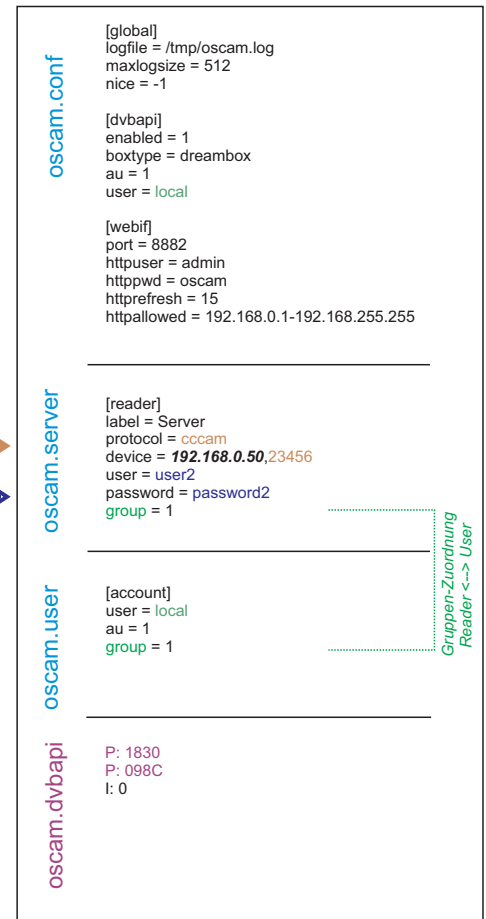 oscam.conf
[global]
logfile = /tmp/oscam.log
maxlogsize = 512
nice = -1
[dvbapi]
enabled = 1
boxtype = dreambox
au = 1
user = local
[webif]
port = 8882
httpuser = admin
httppwd = oscam
httprefresh = 15
httpallowed = 192.168.0.1-192.168.255.255
oscam.server
[reader]
label = Server
protocol = cccam
device = 192.168.0.50,23456
user = user2
password = password2
group = 1
Gruppen-Zuordnung
Reader <--> User
oscam.user
[account]
user = local
au = 1
group = 1
oscam.dvbapi
P: 1830
P: 098C
I: 0